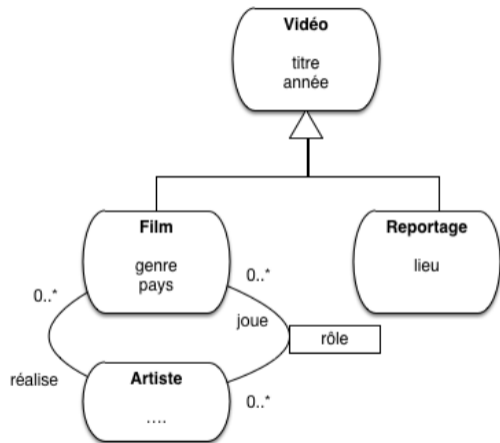 Vidéo
titre
année
Film
genre
pays
Reportage
lieu
0..*
0..*
joue
rôle
réalise
Artiste
....
0..*